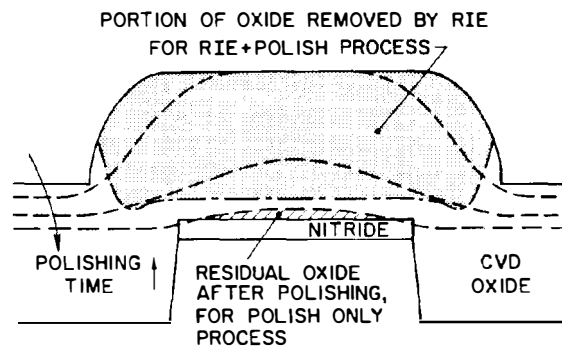 PORTION OF OXIDE REMOVED BY RIE
FOR RIE+POLISH PROCESS
NITRIDE
POLISHING
TIME
RESIDUAL OXIDE
AFTER POLISHING,
FOR POLISH ONLY
PROCESS
CVD
OXIDE